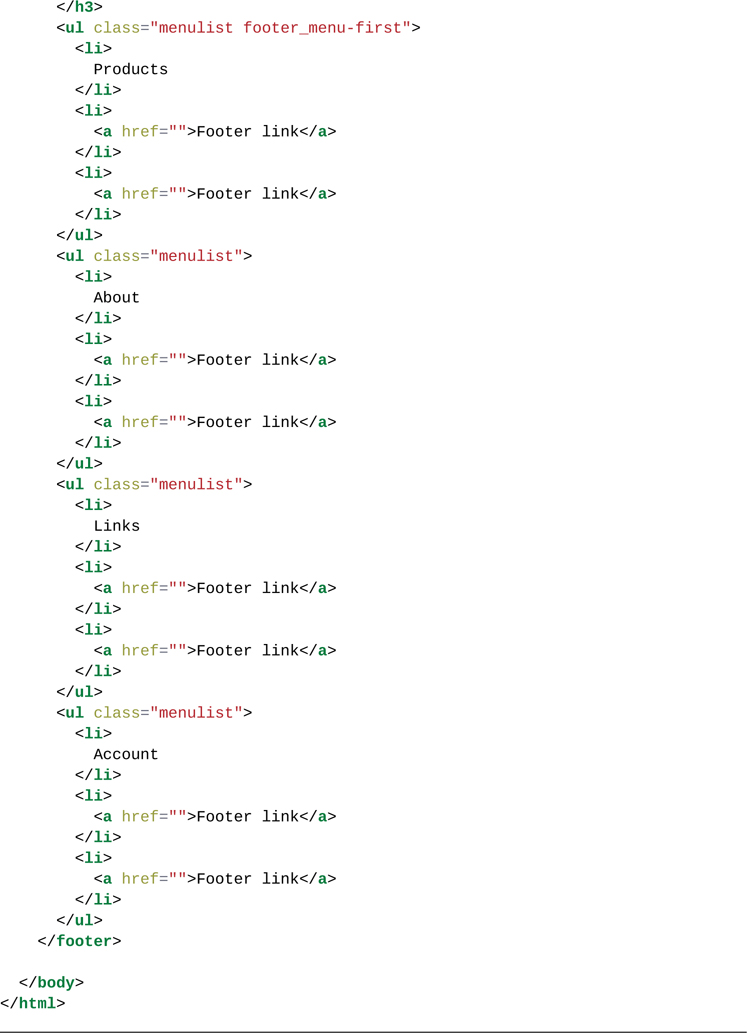 </h3>
      <ul class="menulist footer_menu-first">
        <li>
          Products
        </li>
        <li>
          <a href="">Footer link</a>
        </li>
        <li>
          <a href="">Footer link</a>
        </li>
      </ul>
      <ul class="menulist">
        <li>
          About
        </li>
        <li>
          <a href="">Footer link</a>
        </li>
        <li>
          <a href="">Footer link</a>
        </li>
      </ul>
      <ul class="menulist">
        <li>
          Links
        </li>
        <li>
          <a href="">Footer link</a>
        </li>
        <li>
          <a href="">Footer link</a>
        </li>
      </ul>
      <ul class="menulist">
        <li>
          Account
        </li>
        <li>
          <a href="">Footer link</a>
        </li>
        <li>
          <a href="">Footer link</a>
        </li>
      </ul>
    </footer>

  </body>
</html>